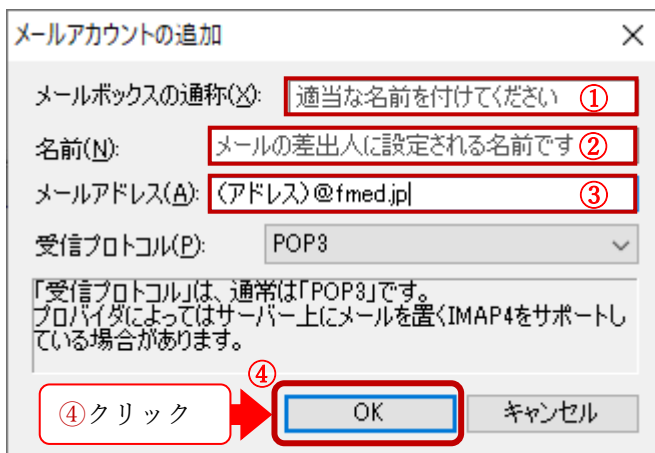 メールアカウントの追加
メールボックスの通称(X): 適当な名前を付けてください ①
名前(N): メールの差出人に設定される名前です ②
メールアドレス(A): (アドレス)@fmed.jp ③
受信プロトコル(P): POP3
「受信プロトコル」は、通常は「POP3」です。
プロバイダによってはサーバー上にメールを置くIMAP4をサポートし
ている場合があります。
④
④クリック OK キャンセル